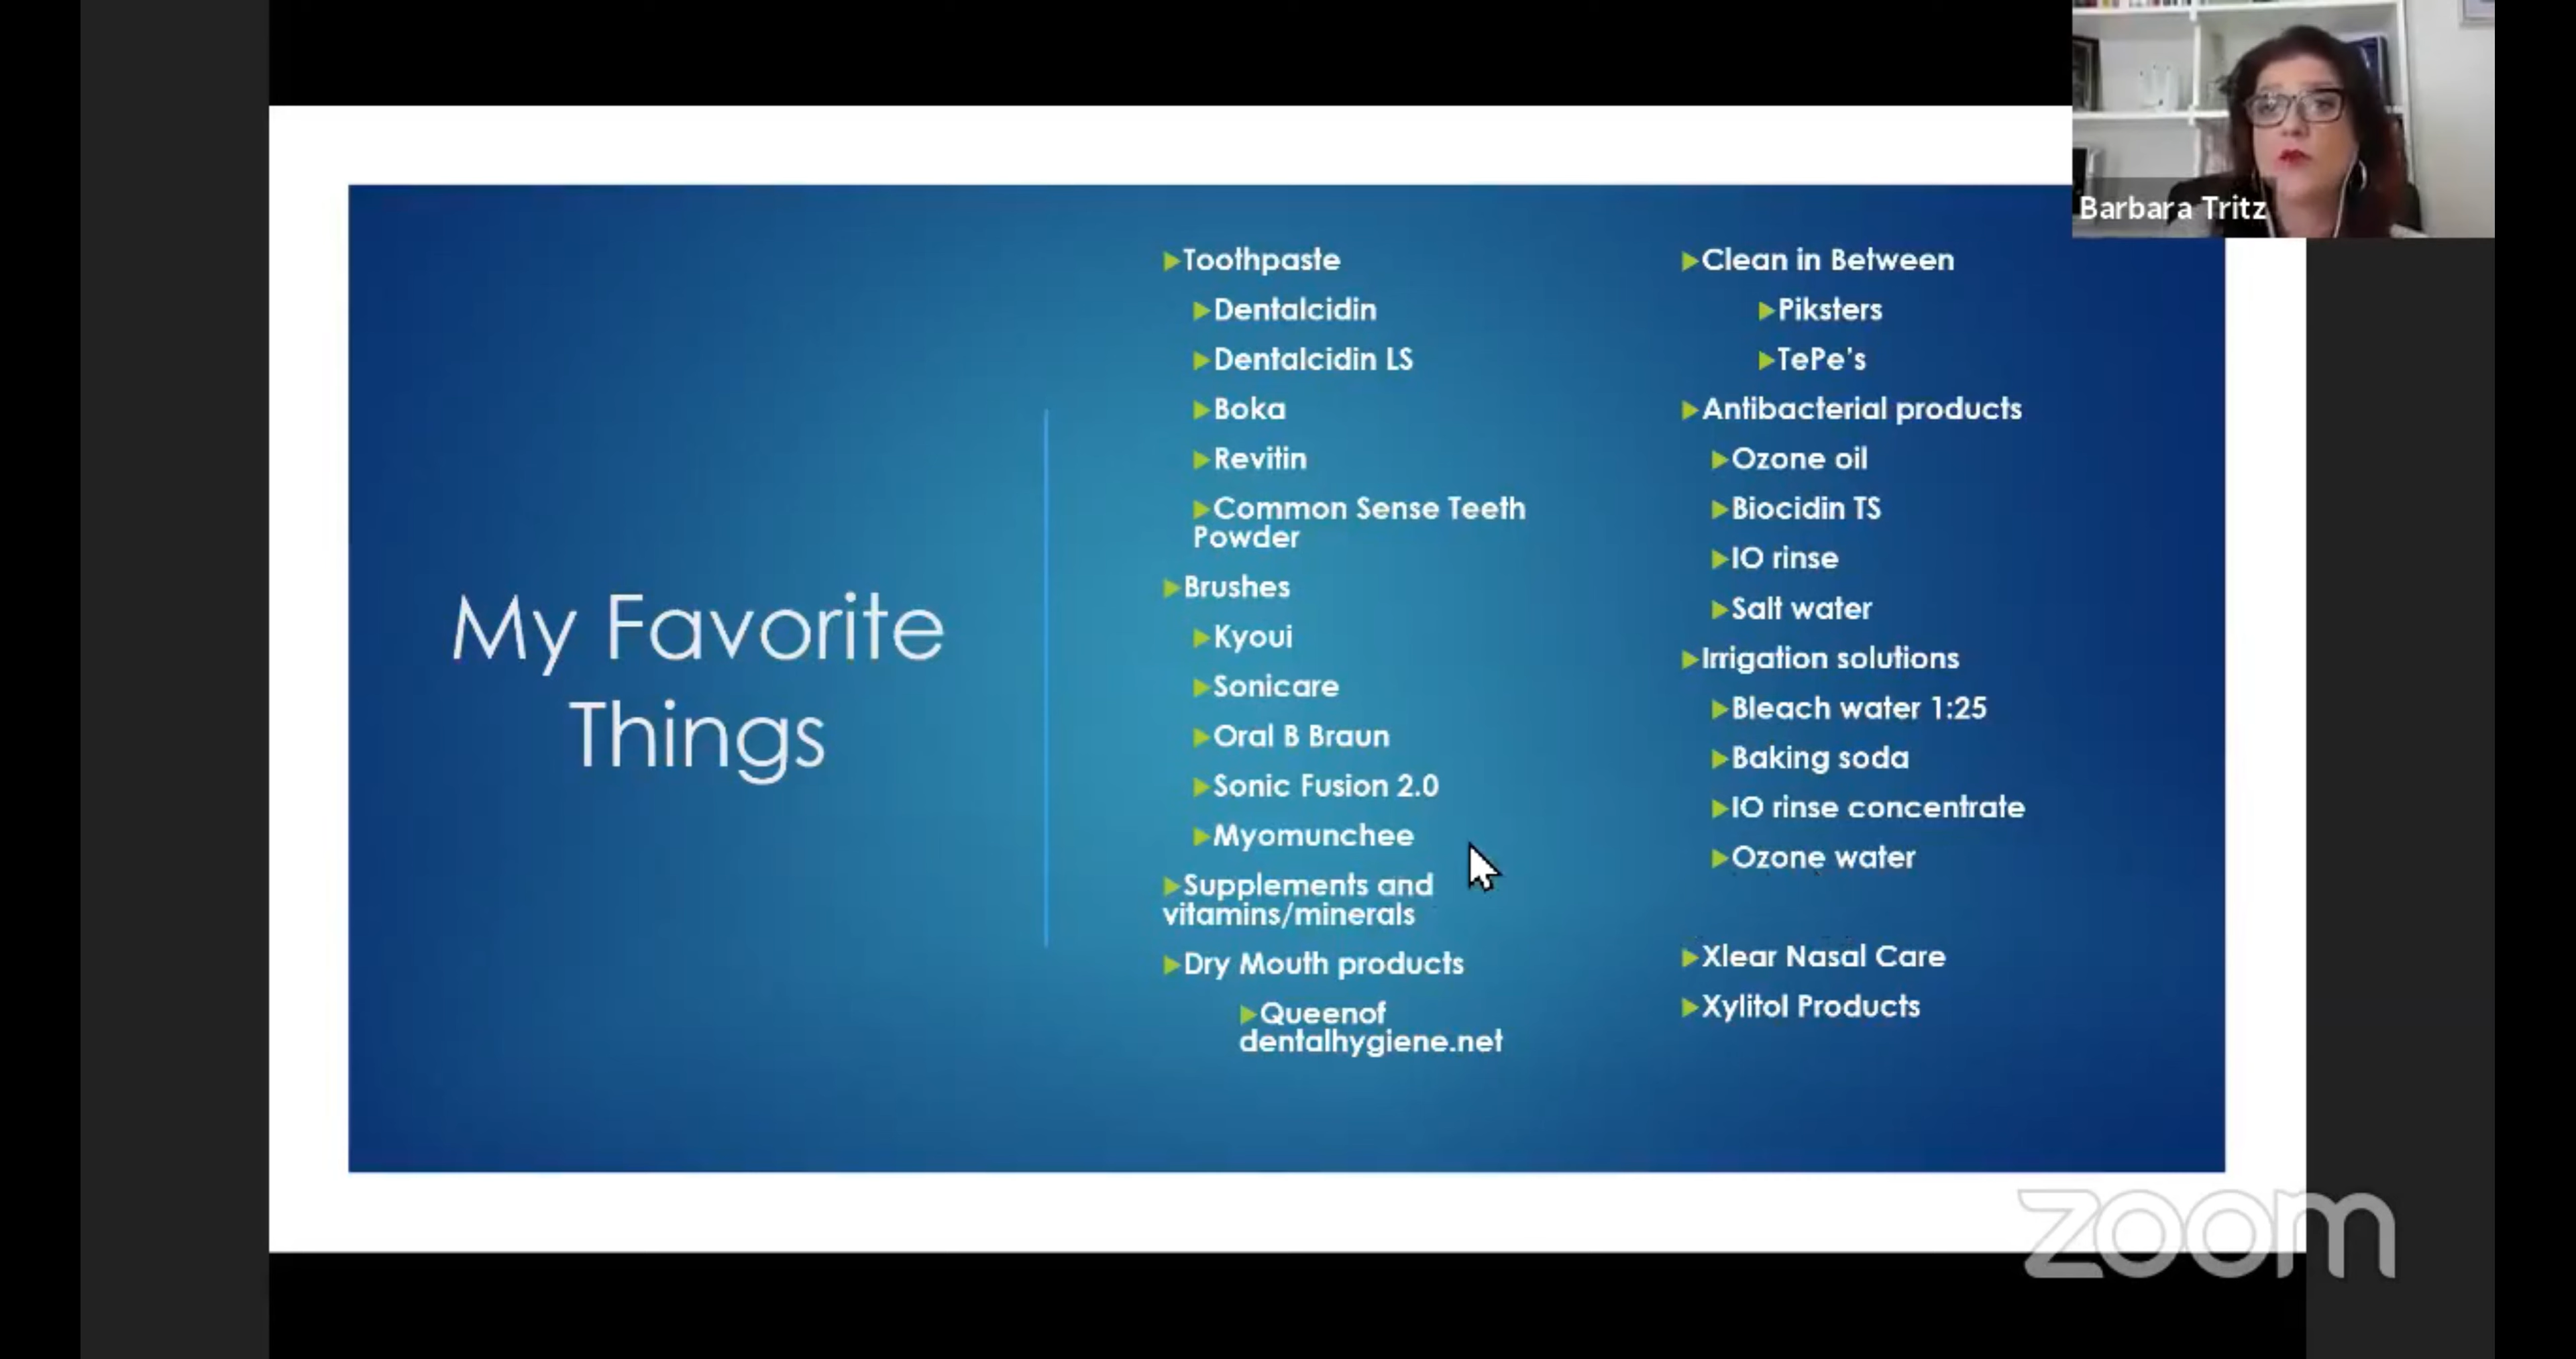 My Favorite
Things
Toothpaste
Dentalcidin
Dentalcidin LS
Boka
Revitin
Common Sense Teeth
Powder
Brushes
Kyoui
Sonicare
Oral B Braun
Sonic Fusion 2.0
Myomunchee
Supplements and
vitamins/minerals
Dry Mouth products
Queenof
dentalhygiene.net
Clean in Between
Piksters
TePe's
Antibacterial products
Ozone oil
Biocidin TS
IO rinse
Salt water
Irrigation solutions
Bleach water 1:25
Baking soda
IO rinse concentrate
Ozone water
Xlear Nasal Care
Xylitol Products
Barbara Tritz
zoom